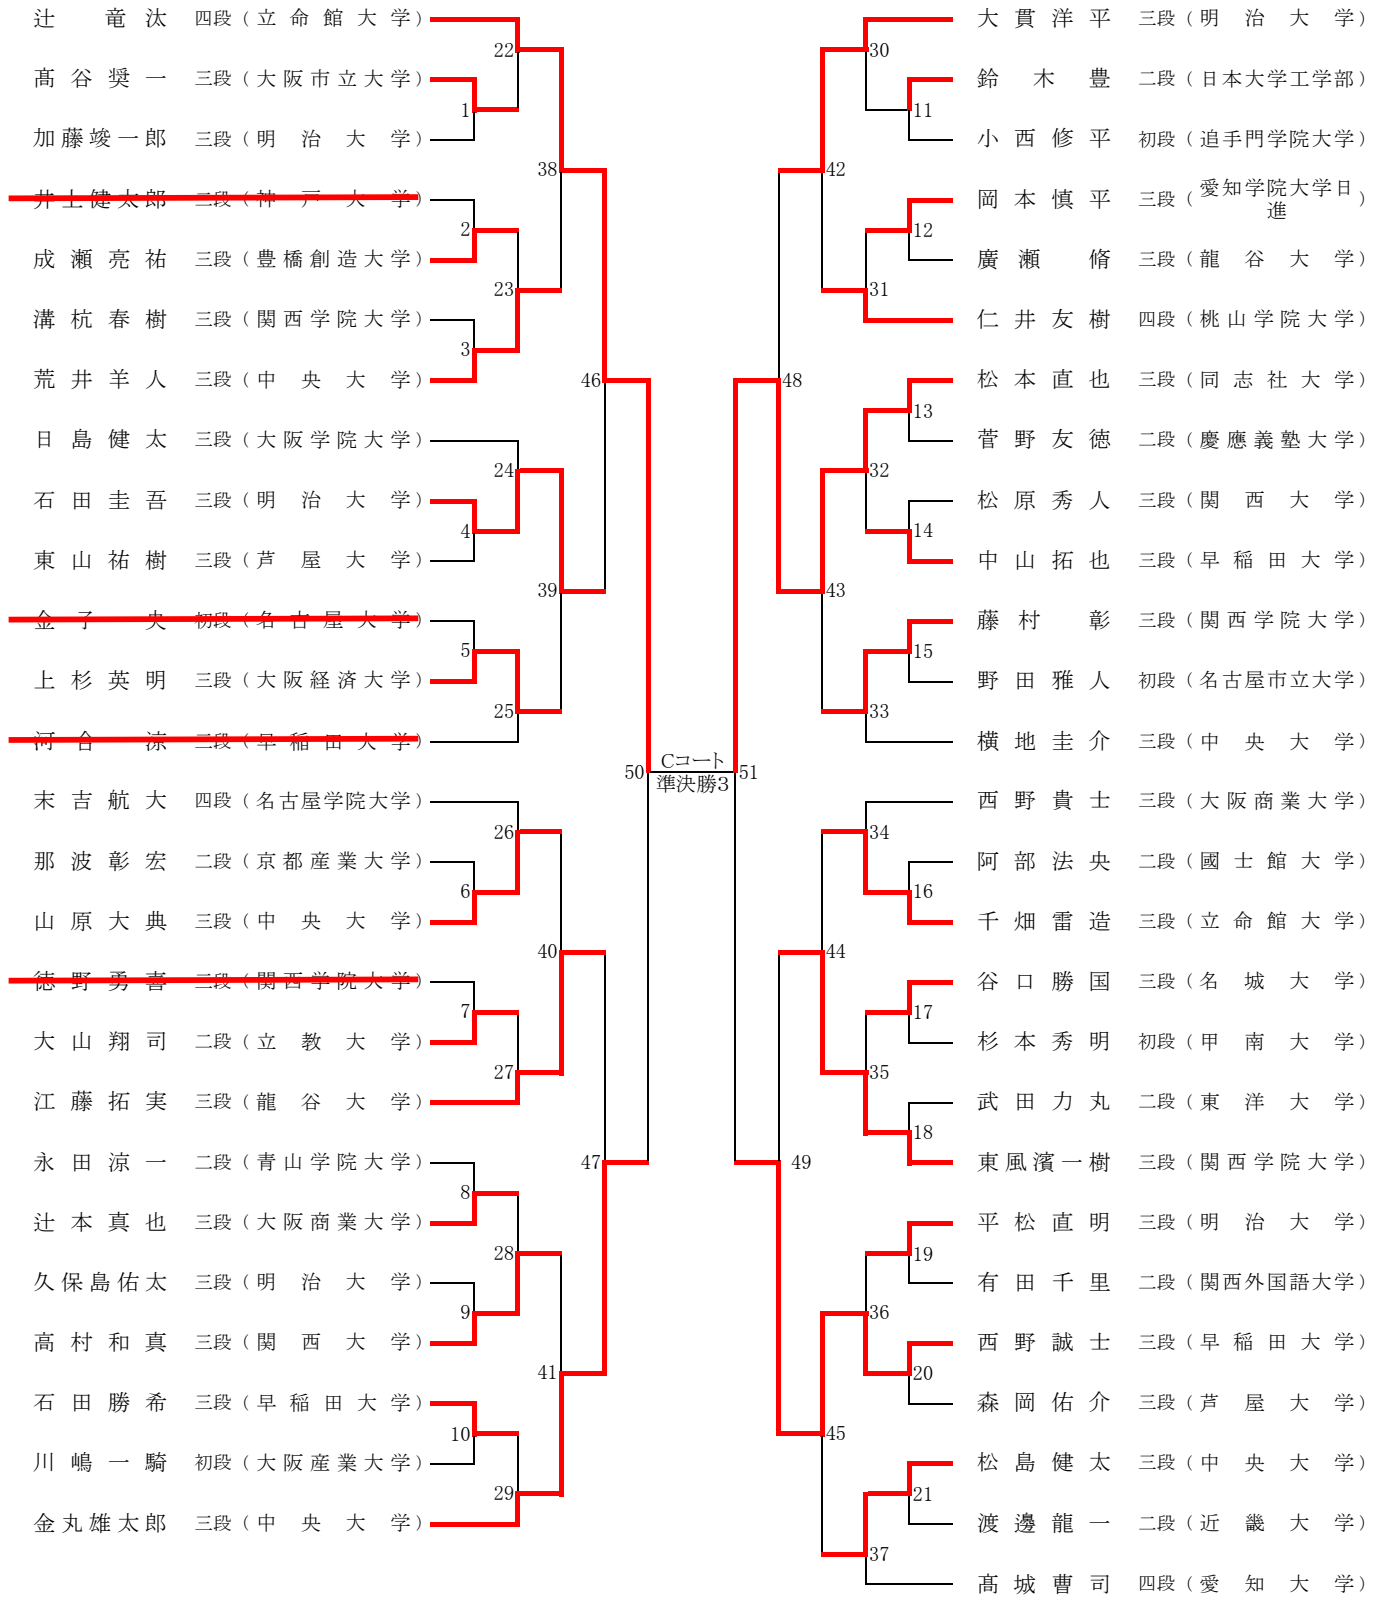 辻竜汰 四段（立命館大学）
22
髙谷奨一 三段（大阪市立大学）
1
加藤竣一郎 三段（明治大学）
38
井上健太郎 三段（神戸大学）
2
成瀬亮祐 三段（豊橋創造大学）
23
溝杭春樹 三段（関西学院大学）
3
荒井羊人 三段（中央大学）
46
日島健太 三段（大阪学院大学）
24
石田圭吾 三段（明治大学）
4
東山祐樹 三段（芦屋大学）
39
金子央 初段（名古屋大学）
5
上杉英明 三段（大阪経済大学）
25
河合涼 三段（早稲田大学）
50
末吉航大 四段（名古屋学院大学）
26
那波彰宏 二段（京都産業大学）
6
山原大典 三段（中央大学）
40
徳野勇喜 三段（関西学院大学）
7
大山翔司 二段（立教大学）
27
江藤拓実 三段（龍谷大学）
47
永田涼一 二段（青山学院大学）
8
辻本真也 三段（大阪商業大学）
28
久保島佑太 三段（明治大学）
9
高村和真 三段（関西大学）
41
石田勝希 三段（早稲田大学）
10
川嶋一騎 初段（大阪産業大学）
29
金丸雄太郎 三段（中央大学）
Cコート
準決勝3
大貫洋平 三段（明治大学）
30
鈴木豊 二段（日本大学工学部）
11
小西修平 初段（追手門学院大学）
42
岡本慎平 三段（愛知学院大学日
進）
12
廣瀬脩 三段（龍谷大学）
31
仁井友樹 四段（桃山学院大学）
48
松本直也 三段（同志社大学）
13
菅野友徳 二段（慶應義塾大学）
32
松原秀人 三段（関西大学）
14
中山拓也 三段（早稲田大学）
43
藤村彰 三段（関西学院大学）
15
野田雅人 初段（名古屋市立大学）
33
横地圭介 三段（中央大学）
51
西野貴士 三段（大阪商業大学）
34
阿部法央 二段（國士館大学）
16
千畑雷造 三段（立命館大学）
44
谷口勝国 三段（名城大学）
17
杉本秀明 初段（甲南大学）
35
武田力丸 二段（東洋大学）
18
東風濱一樹 三段（関西学院大学）
49
平松直明 三段（明治大学）
19
有田千里 二段（関西外国語大学）
36
西野誠士 三段（早稲田大学）
20
森岡佑介 三段（芦屋大学）
45
松島健太 三段（中央大学）
21
渡邊龍一 二段（近畿大学）
37
髙城曹司 四段（愛知大学）